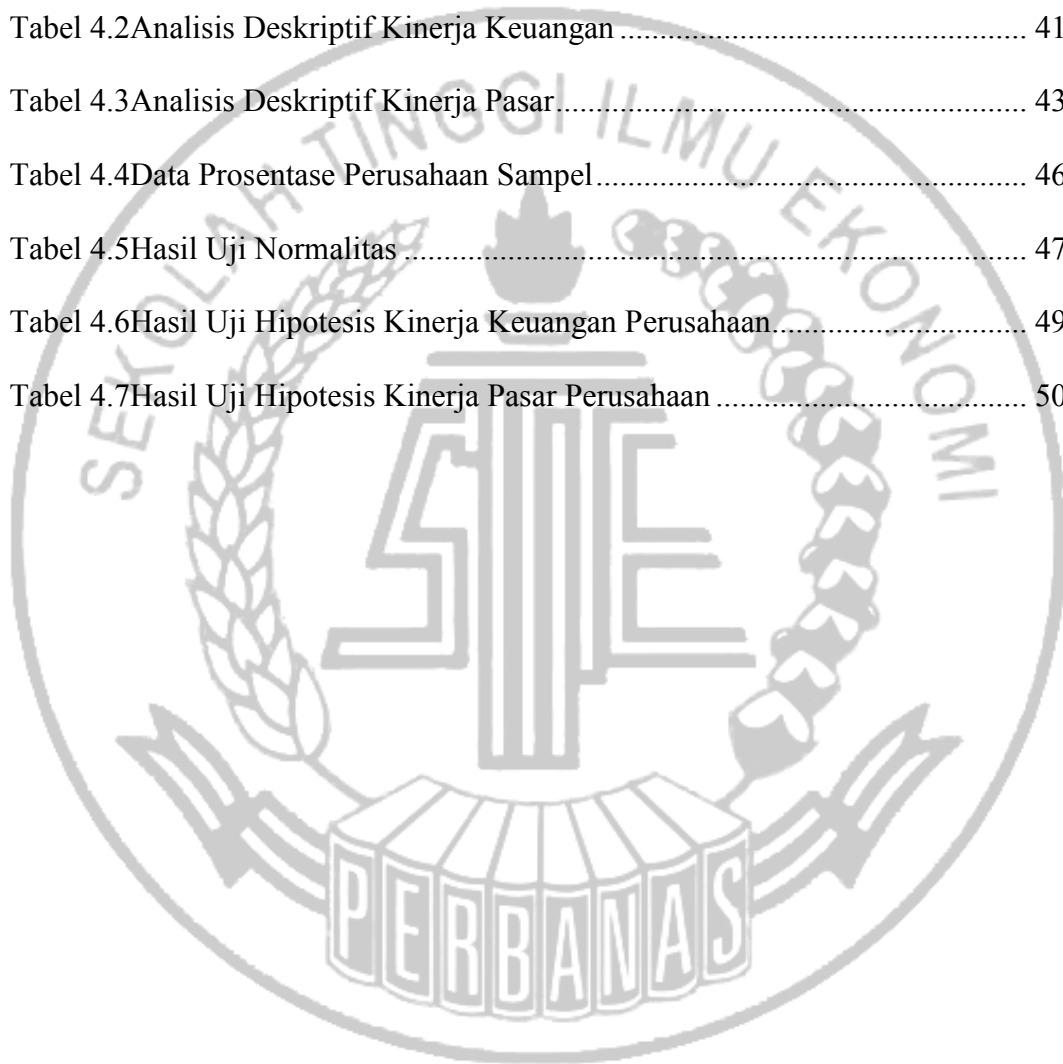 Tabel 4.2Analisis Deskriptif Kinerja Keuangan ........................................ 41
Tabel 4.3Analisis Deskriptif Kinerja Pasar ........................................ 43
Tabel 4.4Data Prosentase Perusahaan Sampel ........................................ 46
Tabel 4.5Hasil Uji Normalitas ........................................ 47
Tabel 4.6Hasil Uji Hipotesis Kinerja Keuangan Perusahaan ........................................ 49
Tabel 4.7Hasil Uji Hipotesis Kinerja Pasar Perusahaan ........................................ 50
SEKOLAH TINGGI ILMU EKONOMI
STIE
PERBANAS